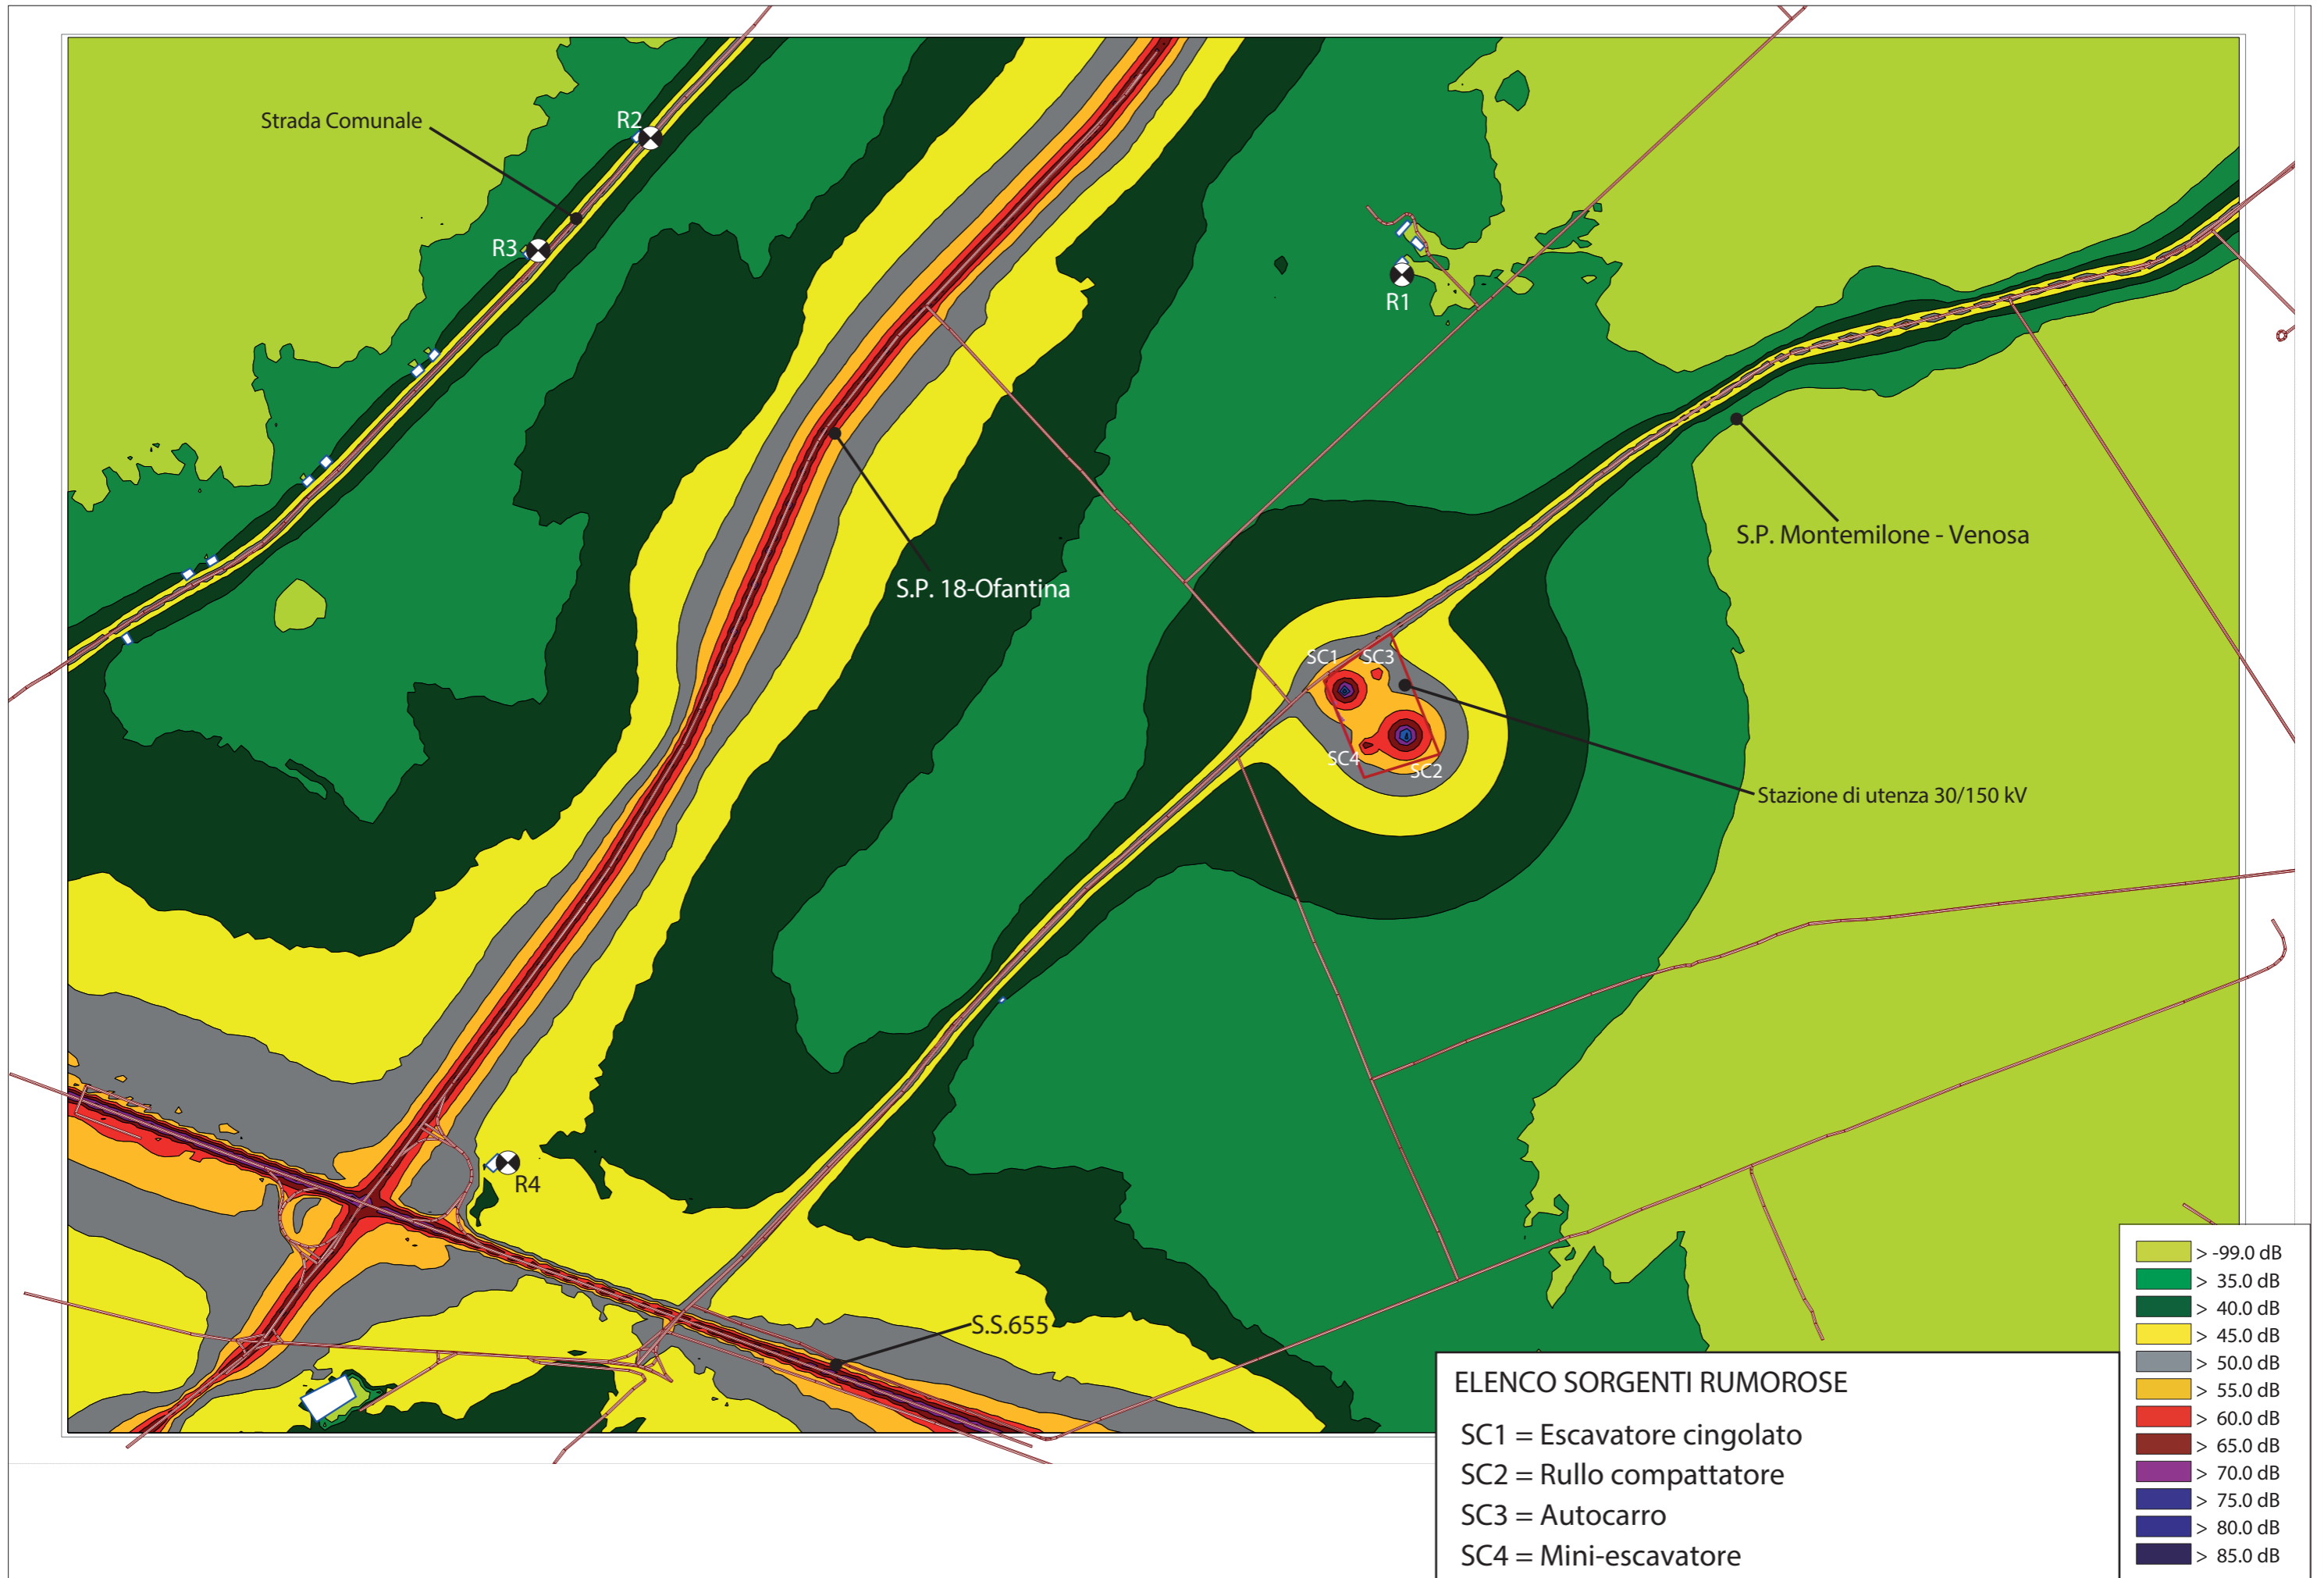 Strada Comunale
R2
R3
R1
S.P. 18-Ofantina
S.P. Montemilone - Venosa
SC1
SC3
SC4
SC2
Stazione di utenza 30/150 kV
R4
S.S.655
> -99.0 dB
> 35.0 dB
> 40.0 dB
> 45.0 dB
> 50.0 dB
> 55.0 dB
> 60.0 dB
> 65.0 dB
> 70.0 dB
> 75.0 dB
> 80.0 dB
> 85.0 dB
ELENCO SORGENTI RUMOROSE
SC1 = Escavatore cingolato
SC2 = Rullo compattatore
SC3 = Autocarro
SC4 = Mini-escavatore